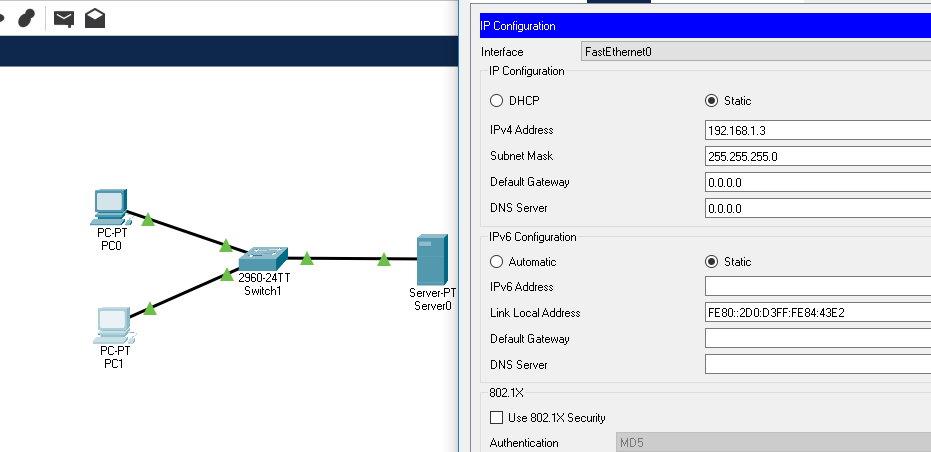 PC-PT
PC0
PC-PT
PC1
2960-24TT
Switch1
Server-PT
Server0
IP Configuration
Interface
FastEthernet0
IP Configuration
DHCP
Static
IPv4 Address
192.168.1.3
Subnet Mask
255.255.255.0
Default Gateway
0.0.0.0
DNS Server
0.0.0.0
IPv6 Configuration
Automatic
Static
IPv6 Address
Link Local Address
FE80::2D0:D3FF:FE84:43E2
Default Gateway
DNS Server
802.1X
Use 802.1X Security
Authentication
MD5